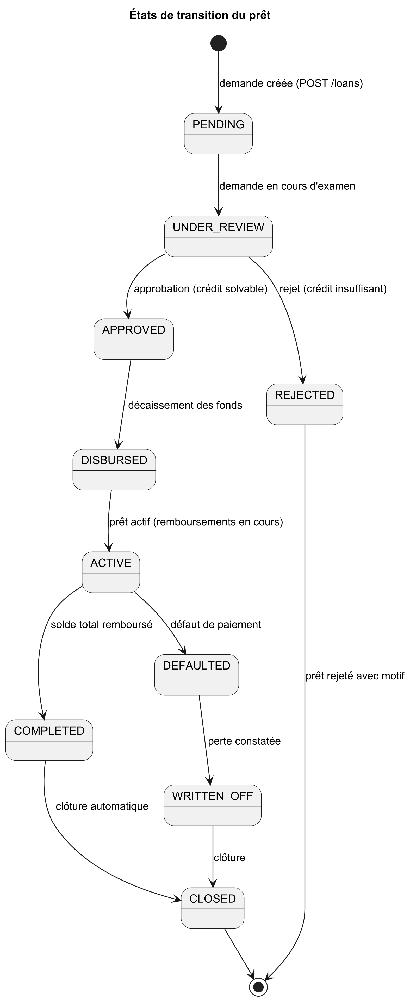 États de transition du prêt
demande créée (POST /loans)
PENDING
demande en cours d'examen
UNDER_REVIEW
approbation (crédit solvable)
rejet (crédit insuffisant)
APPROVED
REJECTED
décaissement des fonds
DISBURSED
prêt actif (remboursements en cours)
ACTIVE
solde total remboursé
défaut de paiement
DEFAULTED
prêt rejeté avec motif
COMPLETED
perte constatée
WRITTEN_OFF
clôture automatique
clôture
CLOSED